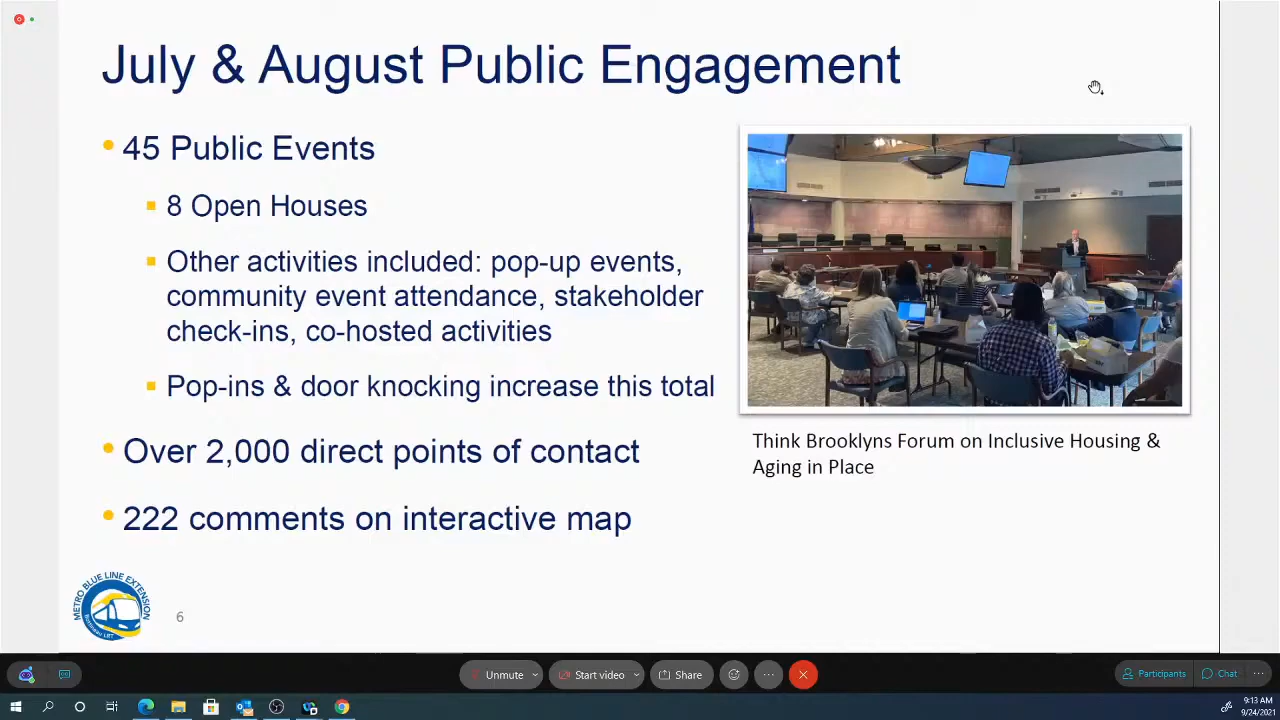 July & August Public Engagement
45 Public Events
8 Open Houses
Other activities included: pop-up events,
community event attendance, stakeholder
check-ins, co-hosted activities
Pop-ins & door knocking increase this total
Over 2,000 direct points of contact
222 comments on interactive map
Think Brooklyns Forum on Inclusive Housing &
Aging in Place
METRO BLUE LINE EXTENSION
Bottineau LRT
6
Unmute
Start video
Share
Participants
Chat
9:13 AM
9/24/2021